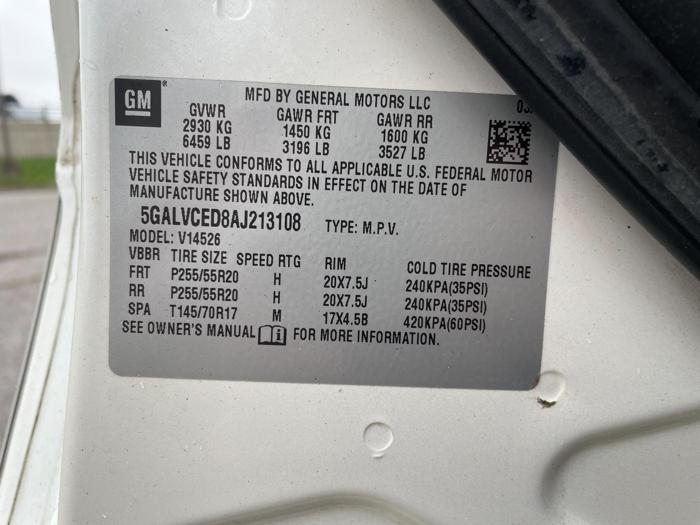 GM
MFD BY GENERAL MOTORS LLC 03
GVWR GAWR FRT GAWR RR
2930 KG 1450 KG 1600 KG
6459 LB 3196 LB 3527 LB
THIS VEHICLE CONFORMS TO ALL APPLICABLE U.S. FEDERAL MOTOR
VEHICLE SAFETY STANDARDS IN EFFECT ON THE DATE OF
MANUFACTURE SHOWN ABOVE.
5GALVCED8AJ213108 TYPE: M.P.V.
MODEL: V14526
VBBR TIRE SIZE SPEED RTG RIM COLD TIRE PRESSURE
FRT P255/55R20 H 20X7.5J 240KPA(35PSI)
RR P255/55R20 H 20X7.5J 240KPA(35PSI)
SPA T145/70R17 M 17X4.5B 420KPA(60PSI)
SEE OWNER'S MANUAL FOR MORE INFORMATION.